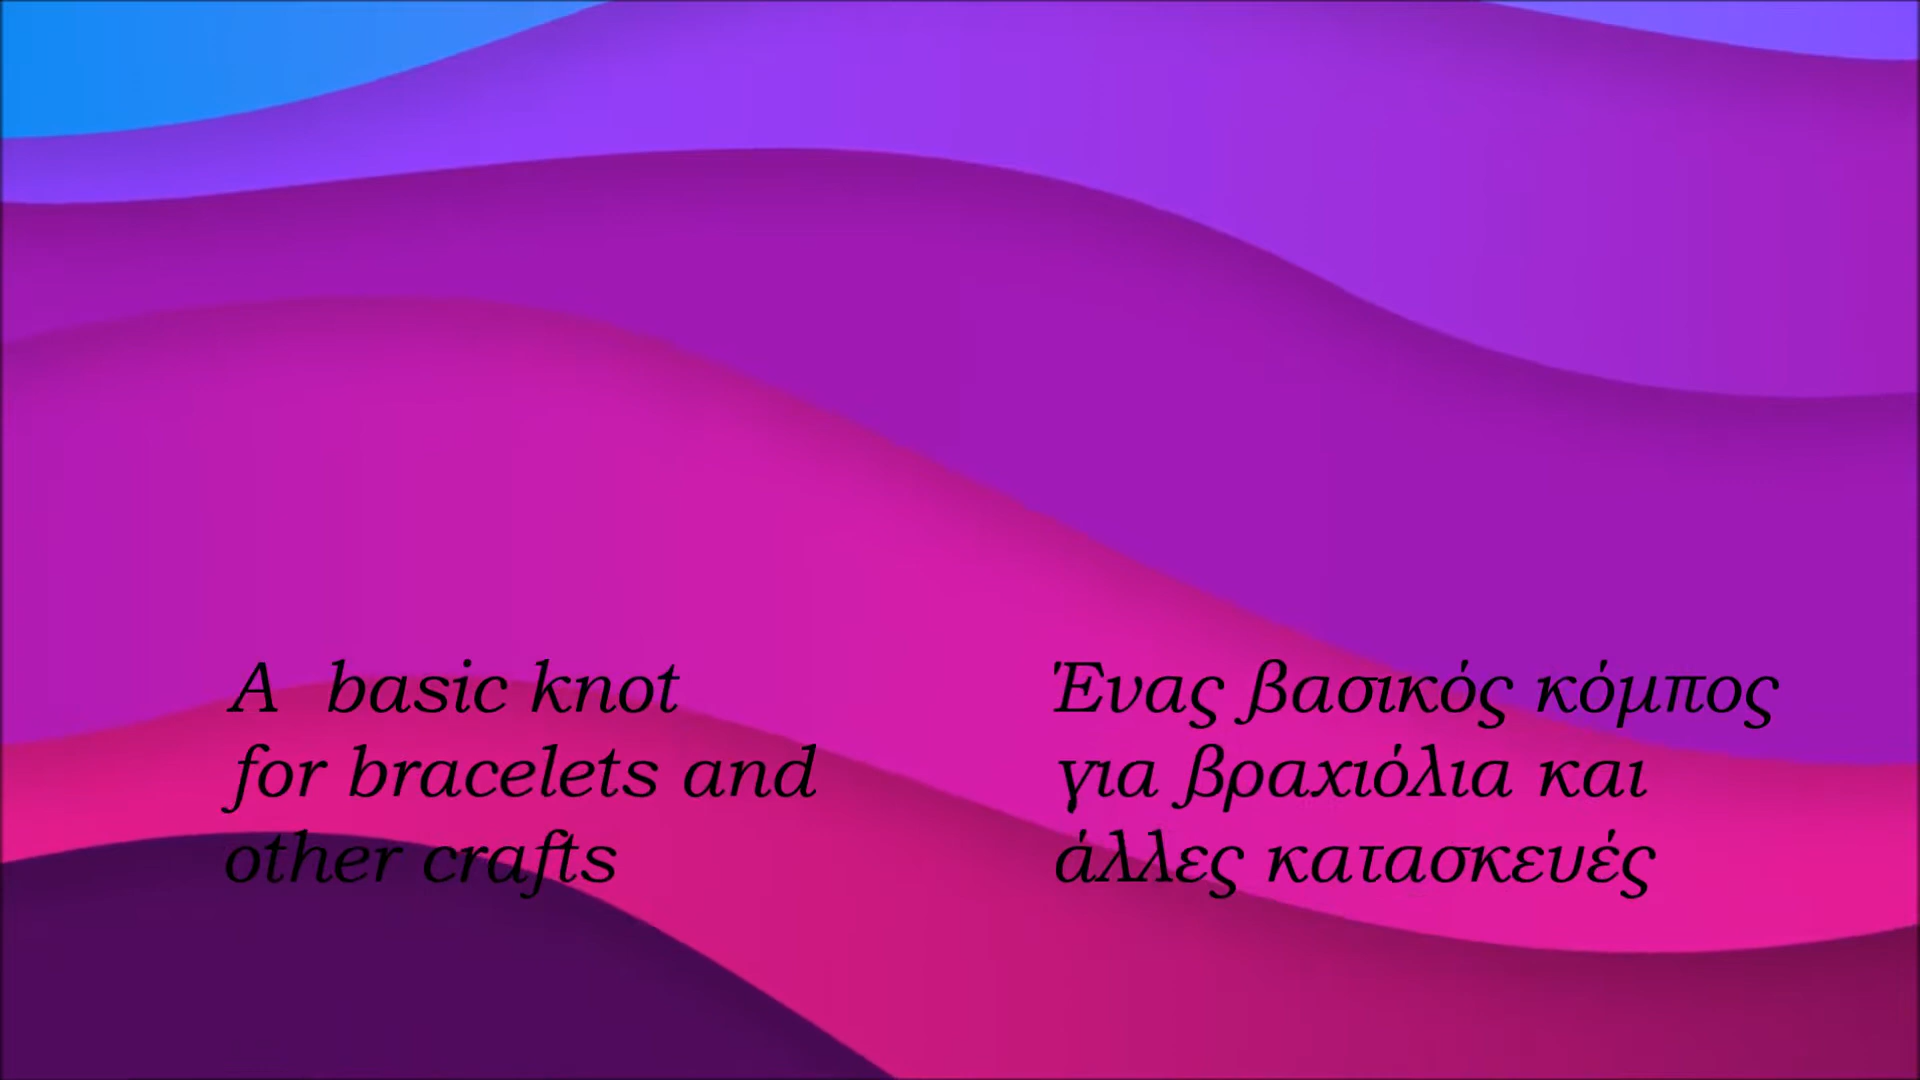 A basic knot
for bracelets and
other crafts
Ένας βασικός κόμπος
για βραχιόλια και
άλλες κατασκευές